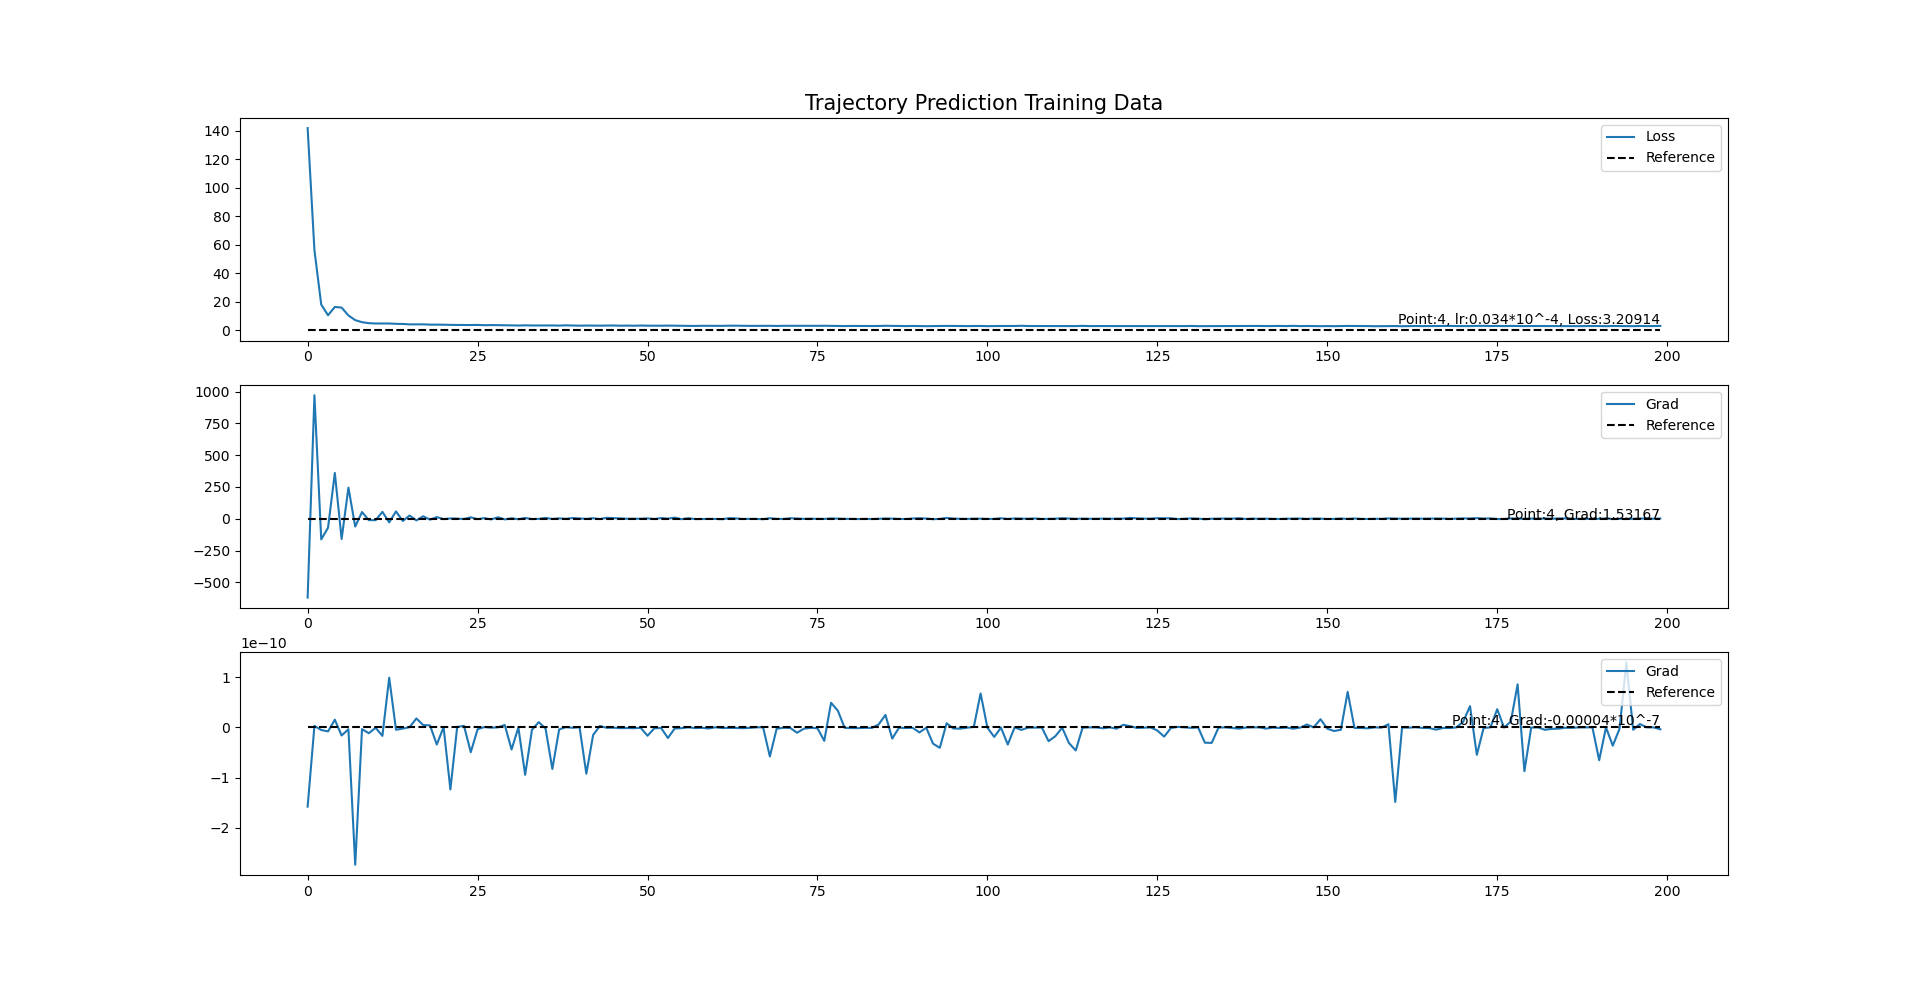 Trajectory Prediction Training Data
140
120
100
80
60
40
20
0
Loss
Reference
Point:4, lr:0.034*10^-4, Loss:3.20914
0 25 50 75 100 125 150 175 200
1000
750
500
250
0
−250
−500
Grad
Reference
Point:4, Grad:1.53167
0 25 50 75 100 125 150 175 200
1e−10
1
0
−1
−2
Grad
Reference
Point:4, Grad:-0.00004*10^-7
0 25 50 75 100 125 150 175 200